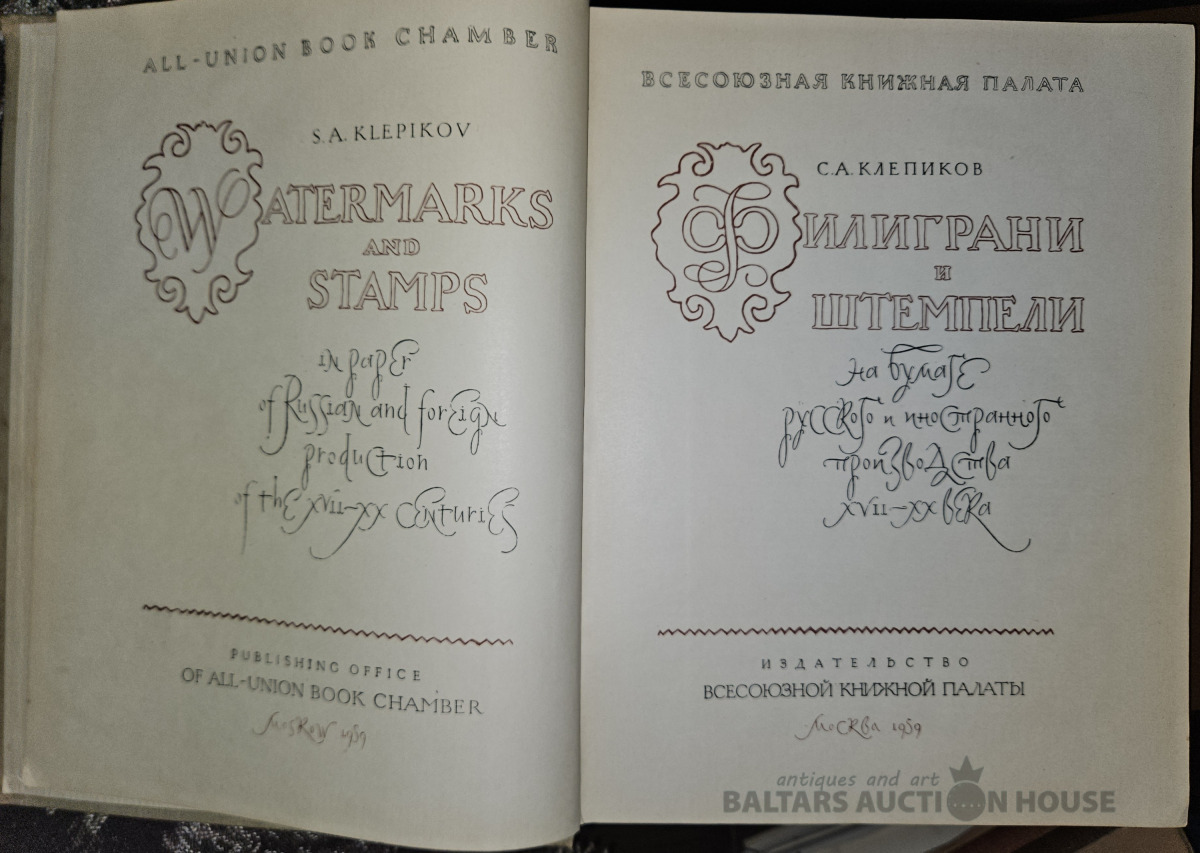 ALL-UNION BOOK CHAMBER
S. A. KLEPIKOV
WATERMARKS
AND
STAMPS
in paper
of Russian and foreign
production
of the XVII-XX centuries
PUBLISHING OFFICE
OF ALL-UNION BOOK CHAMBER
Moskow 1959
ВСЕСОЮЗНАЯ КНИЖНАЯ ПАЛАТА
С. А. КЛЕПИКОВ
ФИЛИГРАНИ
И
ШТЕМПЕЛИ
на бумаге
русского и иностранного
производства
XVII-XX века
ИЗДАТЕЛЬСТВО
ВСЕСОЮЗНОЙ КНИЖНОЙ ПАЛАТЫ
Москва 1959
antiques and art
BALTARS AUCTION HOUSE